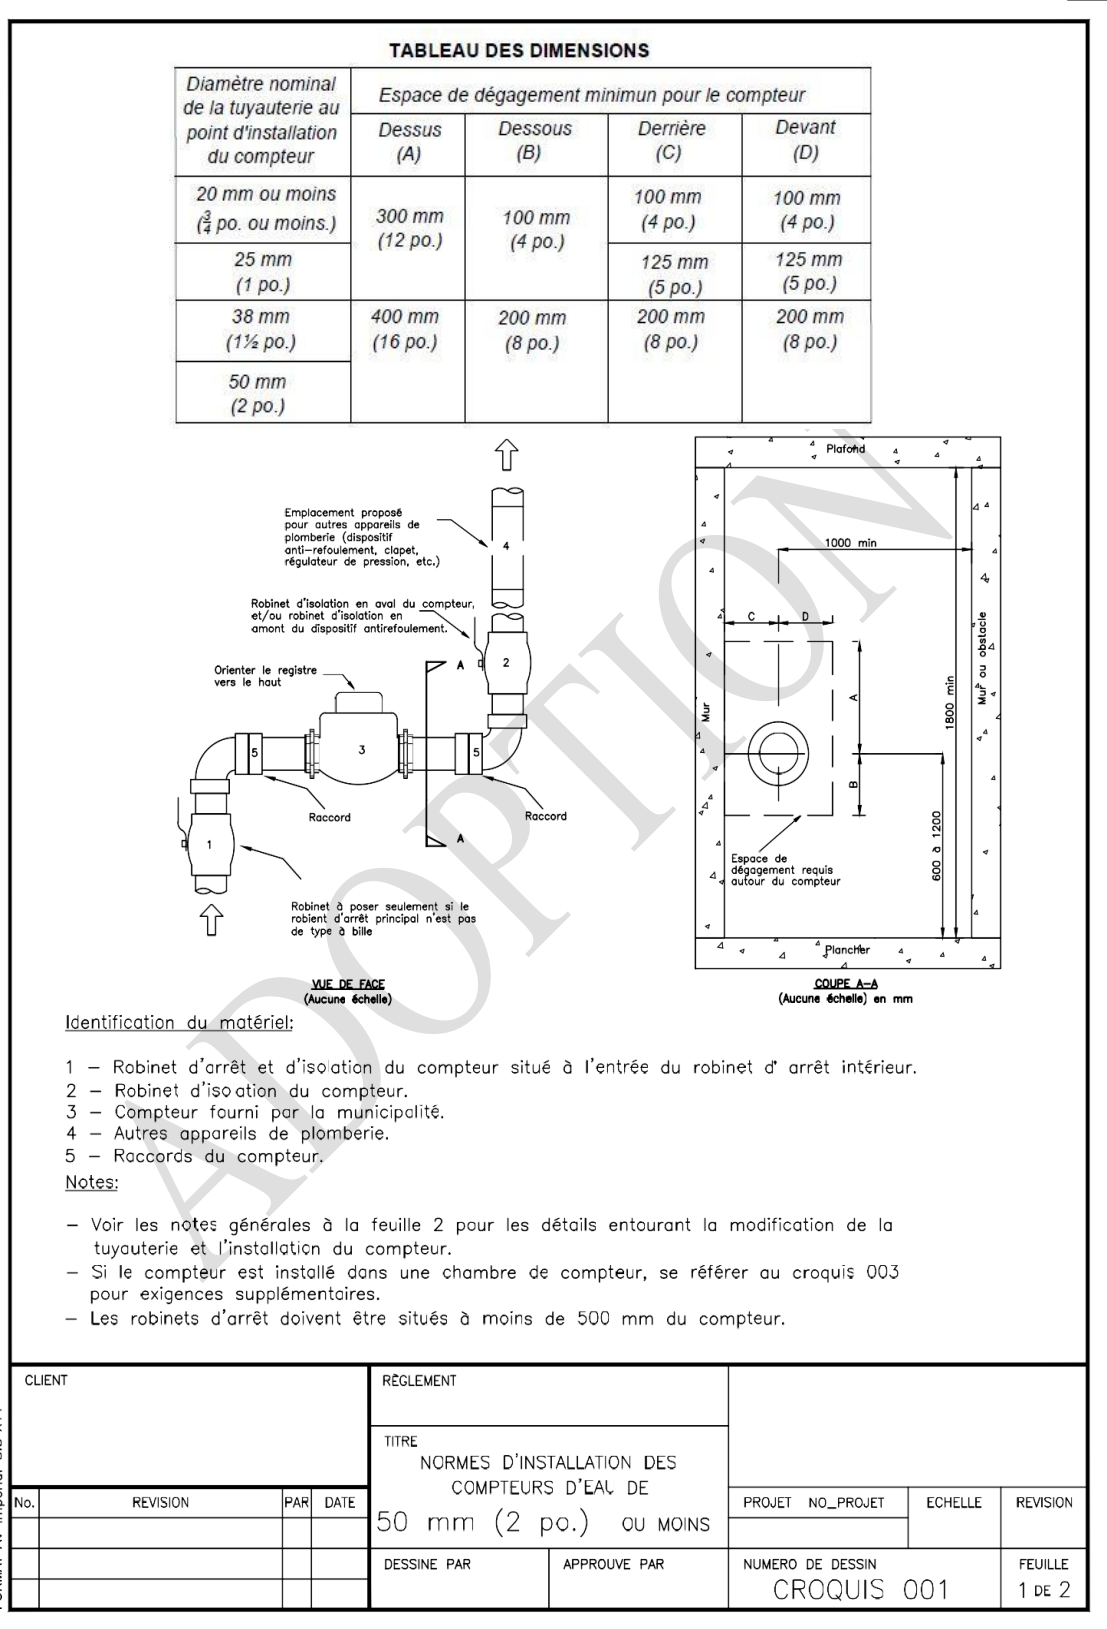 TABLEAU DES DIMENSIONS
Diamètre nominal
de la tuyauterie au
point d'installation
du compteur
Espace de dégagement minimun pour le compteur
Dessus
(A)
Dessous
(B)
Derrière
(C)
Devant
(D)
20 mm ou moins
(¾ po. ou moins.)
300 mm
(12 po.)
100 mm
(4 po.)
100 mm
(4 po.)
100 mm
(4 po.)
25 mm
(1 po.)
125 mm
(5 po.)
125 mm
(5 po.)
38 mm
(1½ po.)
400 mm
(16 po.)
200 mm
(8 po.)
200 mm
(8 po.)
200 mm
(8 po.)
50 mm
(2 po.)
Emplacement proposé
pour autres appareils de
plomberie (dispositif
anti-refoulement, clapet,
régulateur de pression, etc.)
4
Robinet d'isolation en aval du compteur,
et/ou robinet d'isolation en
amont du dispositif antirefoulement.
2
A
Orienter le registre
vers le haut
5
3
5
Raccord
Raccord
A
1
Robinet à poser seulement si le
robient d'arrêt principal n'est pas
de type à bille
VUE DE FACE
(Aucune échelle)
Plafond
1000 min
C
D
A
B
Mur
Mur ou obstacle
1800 min
600 à 1200
Espace de
dégagement requis
autour du compteur
Plancher
COUPE A-A
(Aucune échelle) en mm
ADOPTION
Identification du matériel:
1 – Robinet d'arrêt et d'isolation du compteur situé à l'entrée du robinet d' arrêt intérieur.
2 – Robinet d'isolation du compteur.
3 – Compteur fourni par la municipalité.
4 – Autres appareils de plomberie.
5 – Raccords du compteur.
Notes:
– Voir les notes générales à la feuille 2 pour les détails entourant la modification de la
tuyauterie et l'installation du compteur.
– Si le compteur est installé dans une chambre de compteur, se référer au croquis 003
pour exigences supplémentaires.
– Les robinets d'arrêt doivent être situés à moins de 500 mm du compteur.
CLIENT
RÈGLEMENT
TITRE
NORMES D'INSTALLATION DES
COMPTEURS D'EAU DE
50 mm (2 po.) OU MOINS
No.
REVISION
PAR
DATE
PROJET NO_PROJET
ECHELLE
REVISION
DESSINE PAR
APPROUVE PAR
NUMERO DE DESSIN
CROQUIS 001
FEUILLE
1 DE 2